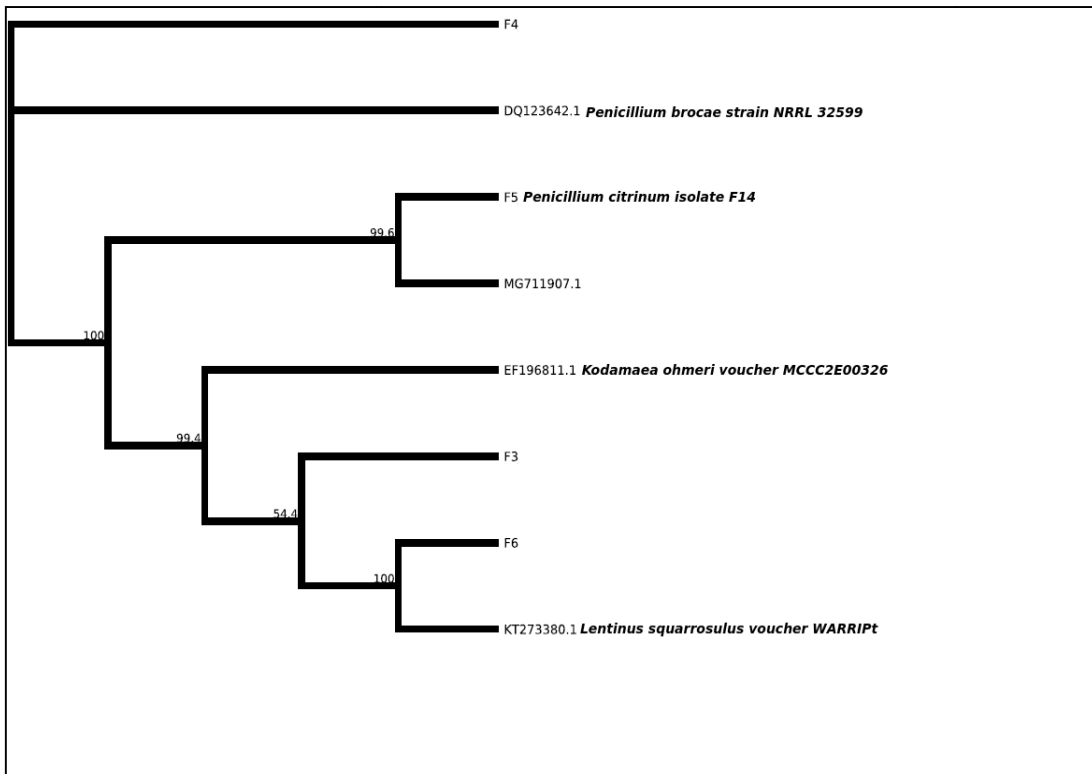 F4
DQ123642.1 Penicillium brocae strain NRRL 32599
F5 Penicillium citrinum isolate F14
99.6
MG711907.1
100
EF196811.1 Kodamaea ohmeri voucher MCCC2E00326
99.4
F3
54.4
F6
100
KT273380.1 Lentinus squarrosulus voucher WARRIPt